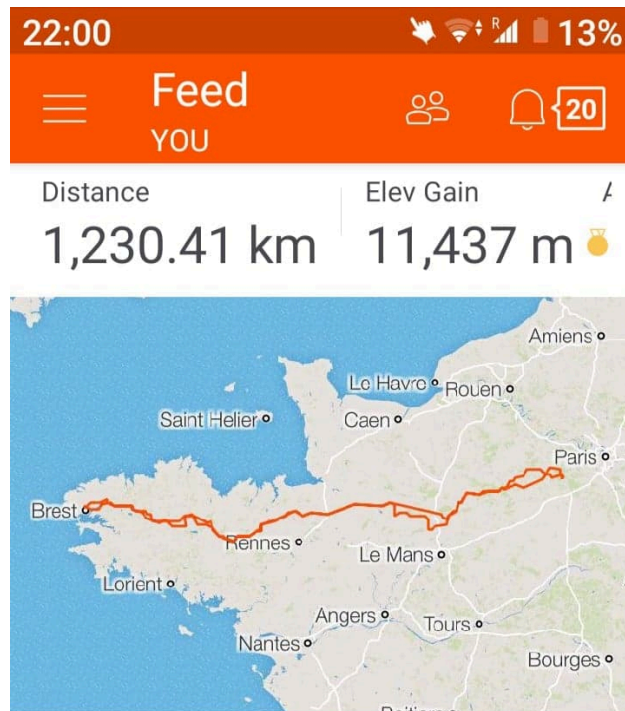 22:00 R 13%
Feed
YOU
20
Distance
Elev Gain
1,230.41 km
11,437 m
Amiens
Le Havre
Rouen
Saint Helier
Caen
Paris
Brest
Rennes
Le Mans
Lorient
Angers
Tours
Nantes
Bourges